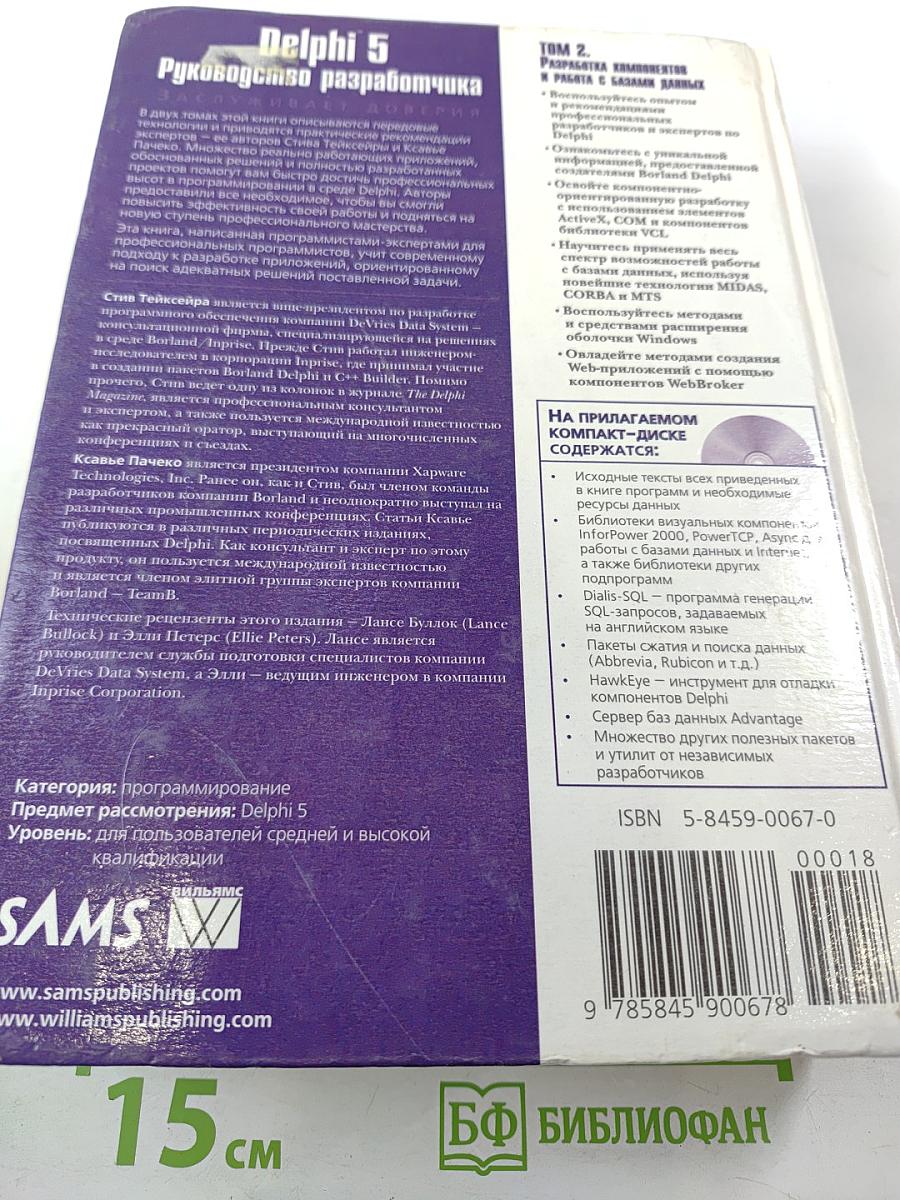 Delphi 5
Руководство разработчика
ЗАСЛУЖИВАЕТ ДОВЕРИЯ
В двух томах этой книги описываются передовые
технологии и приводятся практические рекомендации
экспертов — ее авторов Стива Тейксейры и Ксавье
Пачеко. Множество реально работающих приложений,
обоснованных решений и полностью разработанных
проектов помогут вам быстро достичь профессиональных
высот в программировании в среде Delphi. Авторы
предоставили все необходимое, чтобы вы смогли
повысить эффективность своей работы и подняться на
новую ступень профессионального мастерства.
Эта книга, написанная программистами-экспертами для
профессиональных программистов, учит современному
подходу к разработке приложений, ориентированному
на поиск адекватных решений поставленной задачи.
Стив Тейксейра является вице-президентом по разработке
программного обеспечения компании DeVries Data System —
консультационной фирмы, специализирующейся на решениях
в среде Borland/Inprise. Прежде Стив работал инженером-
исследователем в корпорации Inprise, где принимал участие
в создании пакетов Borland Delphi и C++ Builder. Помимо
прочего, Стив ведет одну из колонок в журнале The Delphi
Magazine, является профессиональным консультантом
и экспертом, а также пользуется международной известностью
как прекрасный оратор, выступающий на многочисленных
конференциях и съездах.
Ксавье Пачеко является президентом компании Xapware
Technologies, Inc. Ранее он, как и Стив, был членом команды
разработчиков компании Borland и неоднократно выступал на
различных промышленных конференциях. Статьи Ксавье
публикуются в различных периодических изданиях,
посвященных Delphi. Как консультант и эксперт по этому
продукту, он пользуется международной известностью
и является членом элитной группы экспертов компании
Borland — TeamB.
Технические рецензенты этого издания — Лансе Буллок (Lance
Bullock) и Элли Петерс (Ellie Peters). Лансе является
руководителем службы подготовки специалистов компании
DeVries Data System, а Элли — ведущим инженером в компании
Inprise Corporation.
Категория: программирование
Предмет рассмотрения: Delphi 5
Уровень: для пользователей средней и высокой
квалификации
SAMS
ВИЛЬЯМС
ww.samspublishing.com
ww.williamspublishing.com
ТОМ 2.
Разработка компонентов
и работа с базами данных
• Воспользуйтесь опытом
и рекомендациями
профессиональных
разработчиков и экспертов по
Delphi
• Ознакомьтесь с уникальной
информацией, предоставленной
создателями Borland Delphi
• Освойте компонентно-
ориентированную разработку
с использованием элементов
ActiveX, COM и компонентов
библиотеки VCL
• Научитесь применять весь
спектр возможностей работы
с базами данных, используя
новейшие технологии MIDAS,
CORBA и MTS
• Воспользуйтесь методами
и средствами расширения
оболочки Windows
• Овладейте методами создания
Web-приложений с помощью
компонентов WebBroker
НА ПРИЛАГАЕМОМ
КОМПАКТ-ДИСКЕ
СОДЕРЖАТСЯ:
• Исходные тексты всех приведенных
в книге программ и необходимые
ресурсы данных
• Библиотеки визуальных
InforPower 2000, PowerTCP,
работы с базами данных и
а также библиотеки других
подпрограмм
• Dialis-SQL — программа генерации
SQL-запросов, задаваемых
на английском языке
• Пакеты сжатия и поиска данных
(Abbrevia, Rubicon и т.д.)
• HawkEye — инструмент для отладки
компонентов Delphi
• Сервер баз данных Advantage
• Множество других полезных пакетов
и утилит от независимых
разработчиков
ISBN 5-8459-0067-0
00018
9 785845 900678
15 см
БФ БИБЛИОФАН